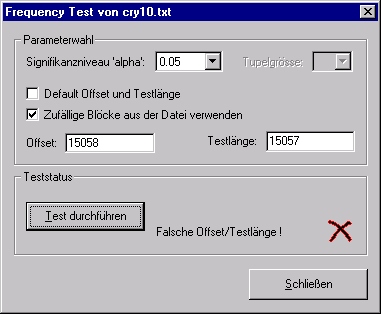 Frequency Test von cry10.txt
Parameterwahl
Signifikanzniveau 'alpha': 0.05 Tupelgrösse:
Default Offset und Testlänge
Zufällige Blöcke aus der Datei verwenden
Offset: 15058 Testlänge: 15057
Teststatus
Test durchführen
Falsche Offset/Testlänge !
Schließen